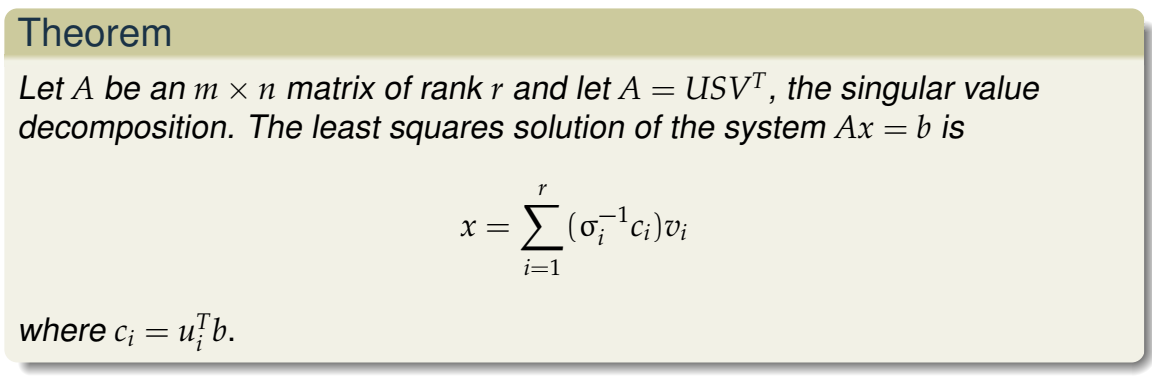 Theorem
Let A be an m × n matrix of rank r and let A = USV^T, the singular value
decomposition. The least squares solution of the system Ax = b is
x = \sum_{i=1}^{r} (σ_i^{-1} c_i) v_i
where c_i = u_i^T b.